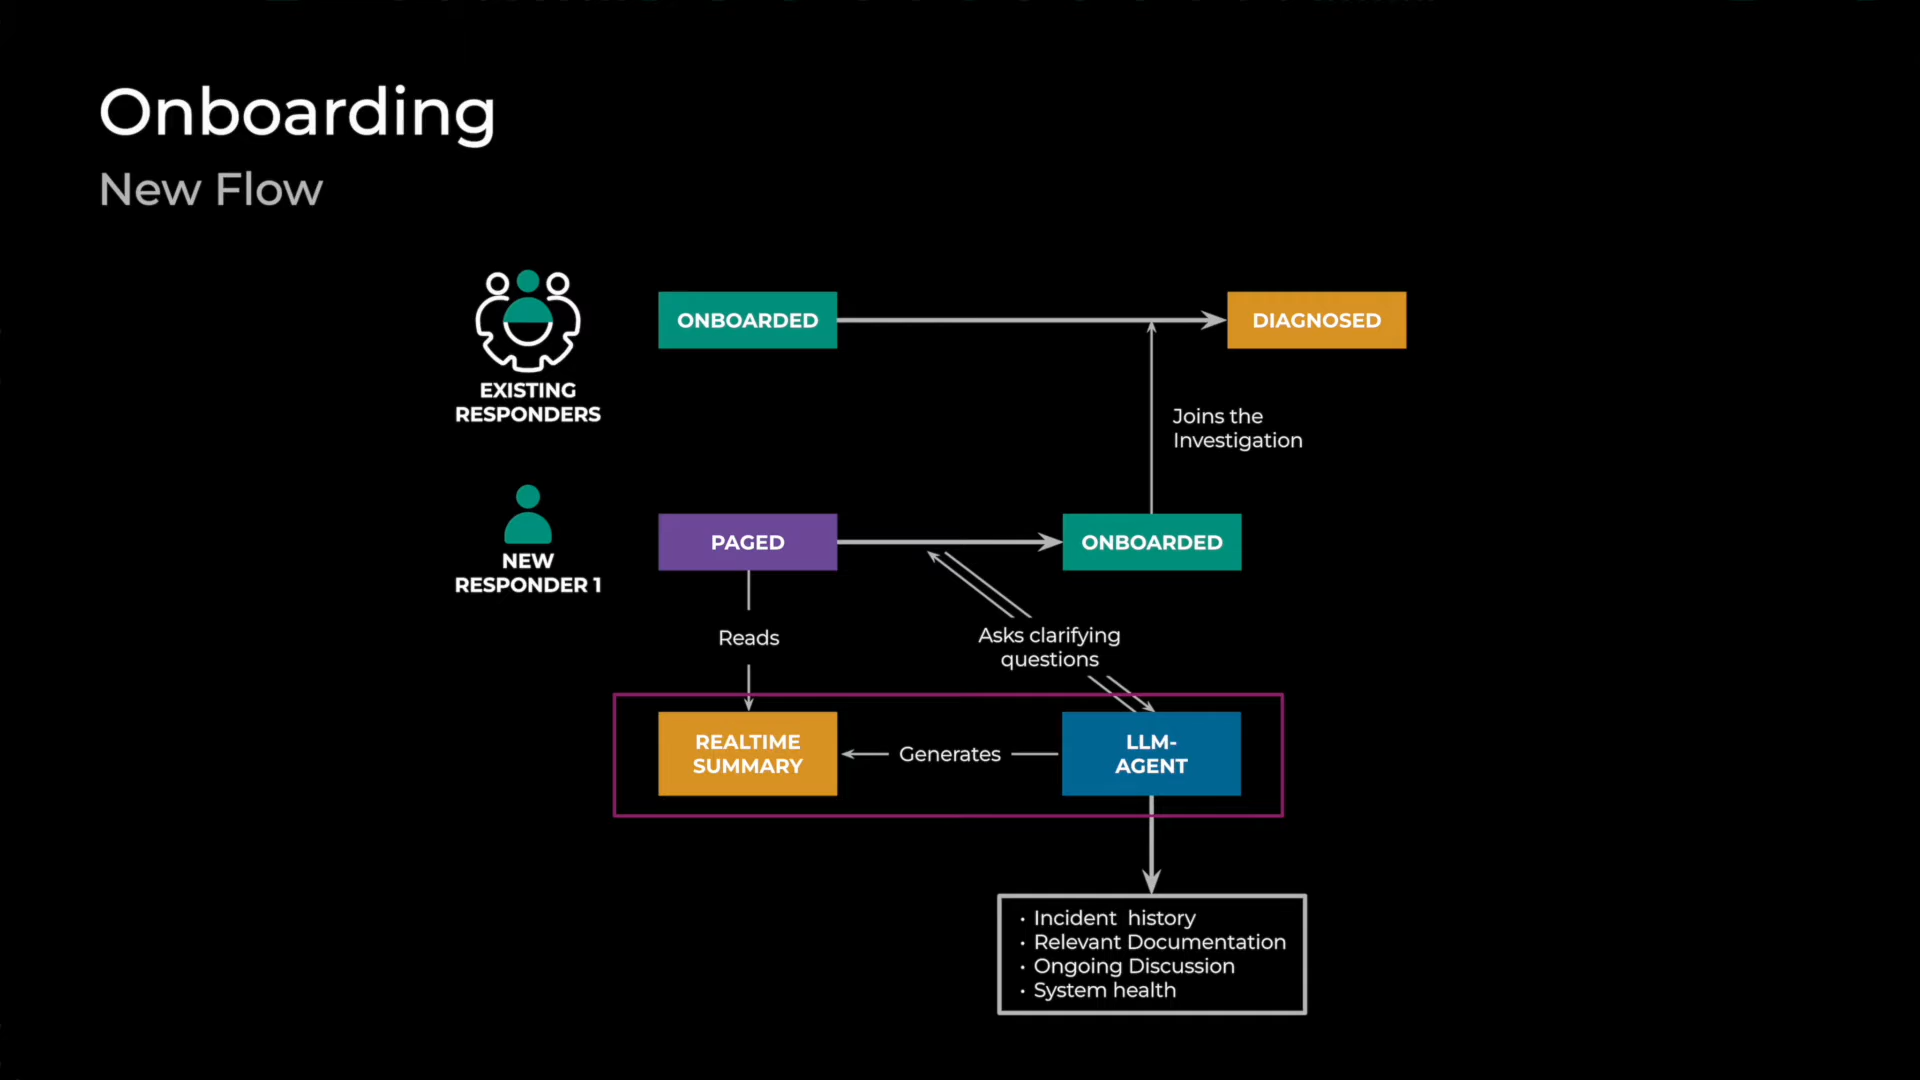 Onboarding
New Flow
EXISTING
RESPONDERS
ONBOARDED
DIAGNOSED
Joins the
Investigation
NEW
RESPONDER 1
PAGED
ONBOARDED
Reads
Asks clarifying
questions
REALTIME
SUMMARY
Generates
LLM-
AGENT
• Incident history
• Relevant Documentation
• Ongoing Discussion
• System health